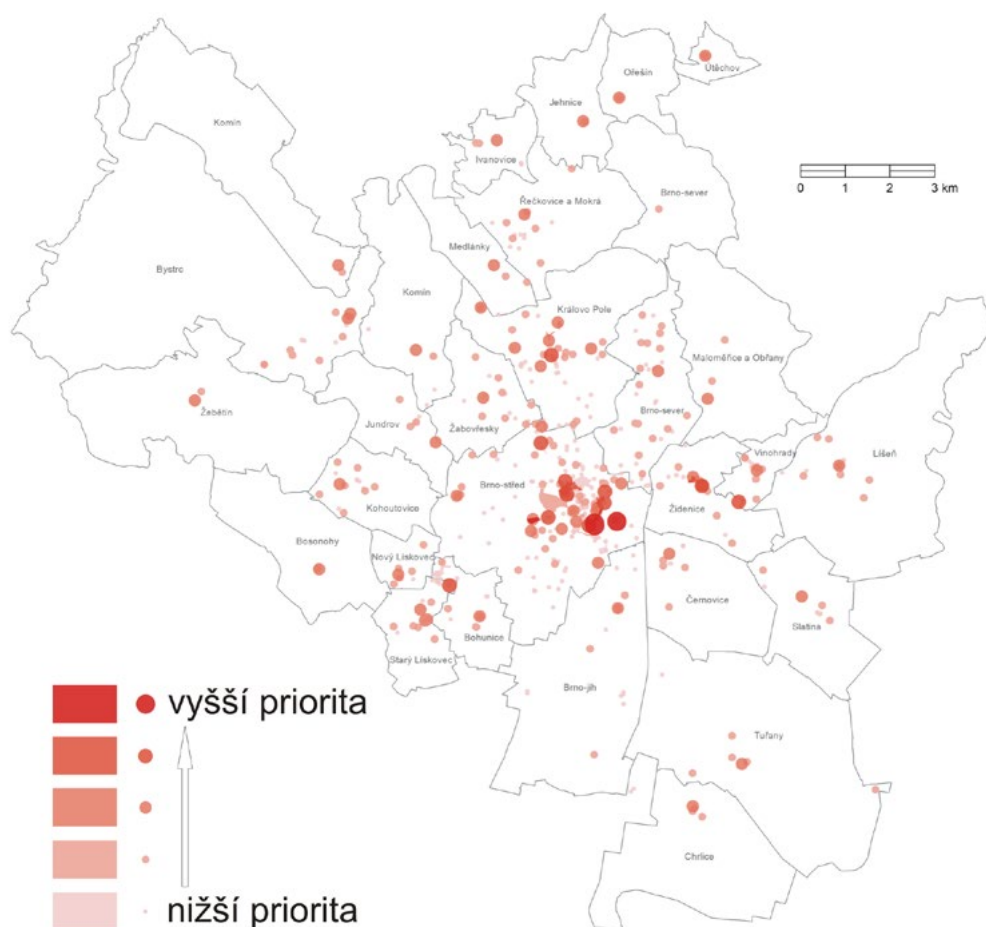 Útěchov
Ořešín
Komín
Jehnice
Ivanovice
0 1 2 3 km
Brno-sever
Řečkovice a Mokrá
Medlánky
Bystrc
Komín
Královo Pole
Maloměřice a Obřany
Žebětín
Brno-sever
Jundrov
Žabovřesky
Vinohrady
Líšeň
Brno-střed
Kohoutovice
Židenice
Bosonohy
Nový Lískovec
Černovice
Slatina
Bohunice
Starý Lískovec
Brno-jih
vyšší priorita
Tuřany
Chrlice
nižší priorita